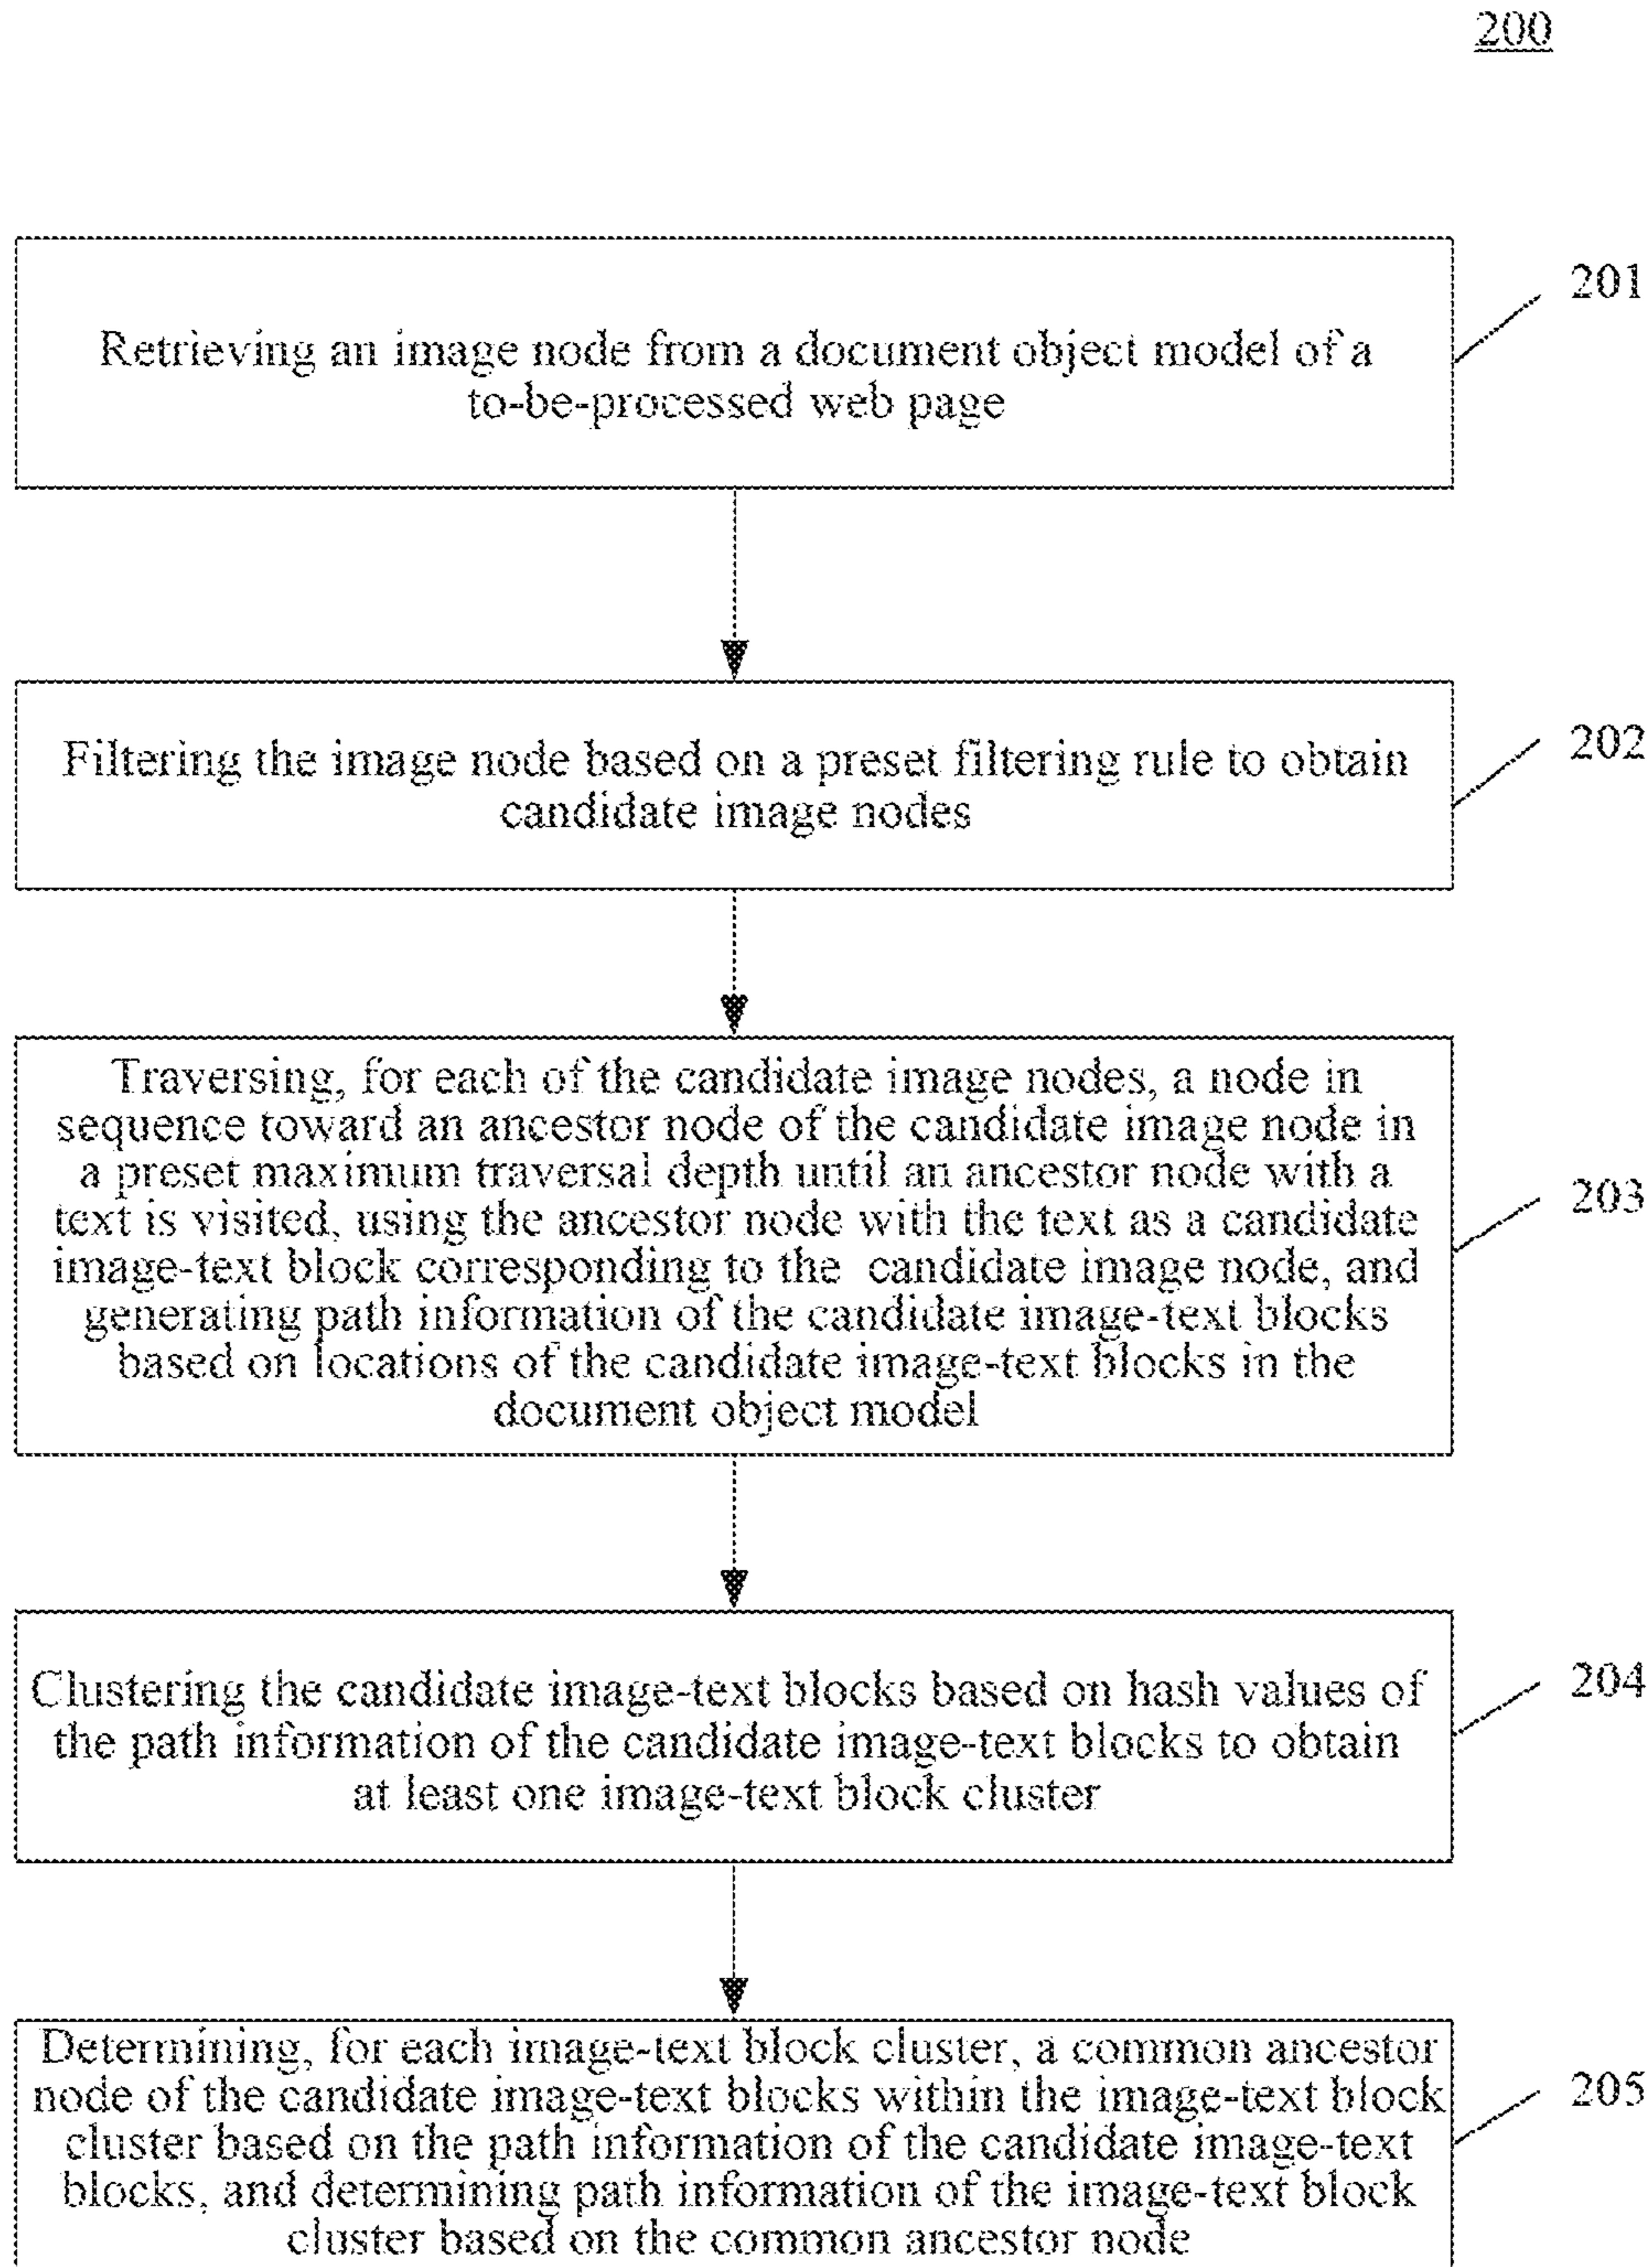 200
201
Retrieving an image node from a document object model of a
to-be-processed web page
202
Filtering the image node based on a preset filtering rule to obtain
candidate image nodes
Traversing, for each of the candidate image nodes, a node in
sequence toward an ancestor node of the candidate image node in
a preset maximum traversal depth until an ancestor node with a
text is visited, using the ancestor node with the text as a candidate
image-text block corresponding to the candidate image node, and
generating path information of the candidate image-text blocks
based on locations of the candidate image-text blocks in the
document object model
203
Clustering the candidate image-text blocks based on hash values of
the path information of the candidate image-text blocks to obtain
at least one image-text block cluster
204
Determining, for each image-text block cluster, a common ancestor
node of the candidate image-text blocks within the image-text block
cluster based on the path information of the candidate image-text
blocks, and determining path information of the image-text block
cluster based on the common ancestor node
205